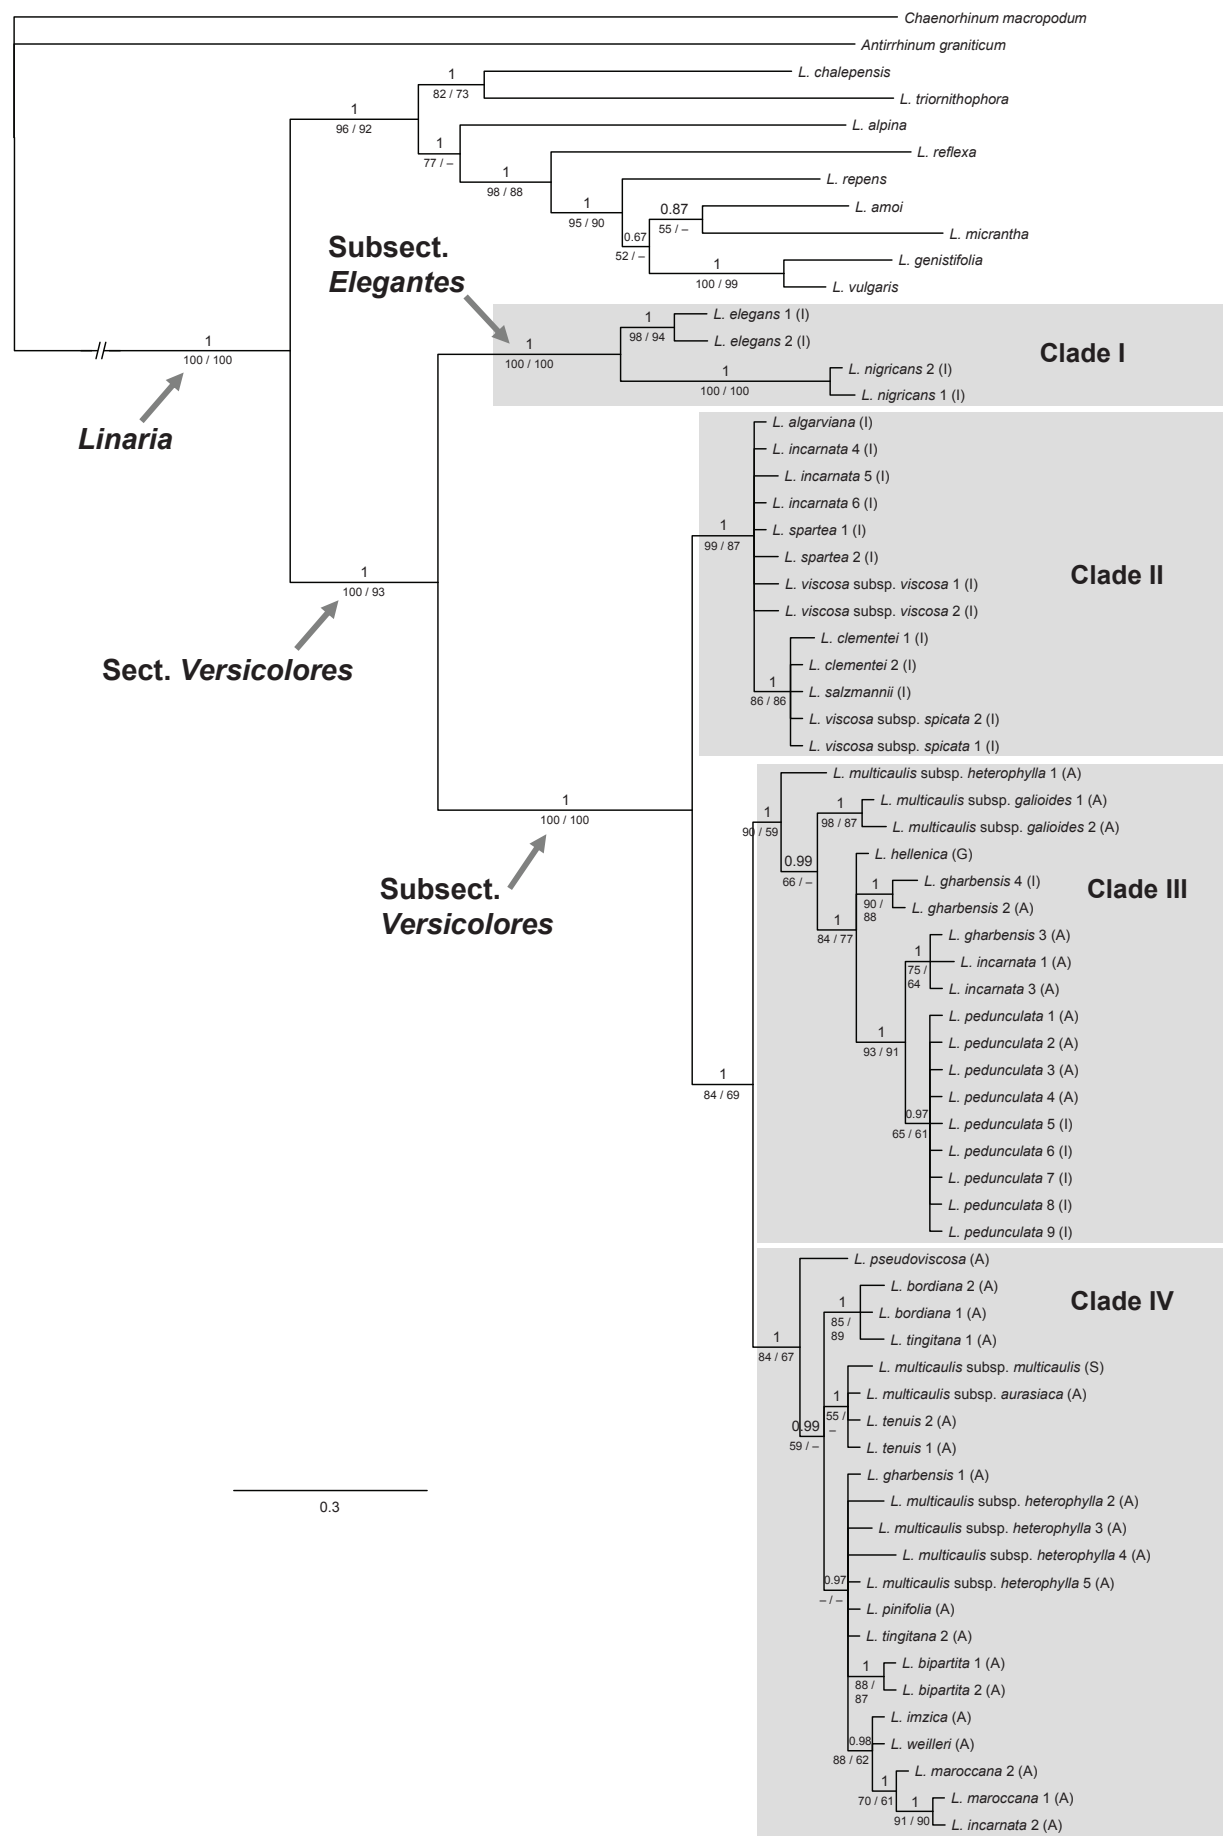 Chaenorhinum macropodum
Antirrhinum graniticum
1
82 / 73
L. chalepensis
L. triornithophora
1
96 / 92
L. alpina
1
77 / –
L. reflexa
1
98 / 88
L. repens
1
95 / 90
L. amoi
0.87
55 / –
L. micrantha
0.67
52 / –
L. genistifolia
1
100 / 99
L. vulgaris
Subsect.
Elegantes
L. elegans 1 (I)
1
98 / 94
L. elegans 2 (I)
1
100 / 100
Clade I
L. nigricans 2 (I)
1
100 / 100
L. nigricans 1 (I)
1
100 / 100
Linaria
L. algarviana (I)
L. incarnata 4 (I)
L. incarnata 5 (I)
L. incarnata 6 (I)
L. spartea 1 (I)
1
99 / 87
L. spartea 2 (I)
Clade II
L. viscosa subsp. viscosa 1 (I)
L. viscosa subsp. viscosa 2 (I)
1
100 / 93
Sect. Versicolores
L. clementei 1 (I)
L. clementei 2 (I)
1
86 / 86
L. salzmannii (I)
L. viscosa subsp. spicata 2 (I)
L. viscosa subsp. spicata 1 (I)
L. multicaulis subsp. heterophylla 1 (A)
1
100 / 100
1
90 / 59
L. multicaulis subsp. galioides 1 (A)
1
98 / 87
L. multicaulis subsp. galioides 2 (A)
0.99
66 / –
L. hellenica (G)
Subsect.
Versicolores
L. gharbensis 4 (I)
1
90 /
88
L. gharbensis 2 (A)
Clade III
1
84 / 77
L. gharbensis 3 (A)
L. incarnata 1 (A)
1
75 /
64
L. incarnata 3 (A)
L. pedunculata 1 (A)
1
93 / 91
L. pedunculata 2 (A)
L. pedunculata 3 (A)
1
84 / 69
L. pedunculata 4 (A)
L. pedunculata 5 (I)
0.97
65 / 61
L. pedunculata 6 (I)
L. pedunculata 7 (I)
L. pedunculata 8 (I)
L. pedunculata 9 (I)
L. pseudoviscosa (A)
L. bordiana 2 (A)
Clade IV
1
85 /
89
L. bordiana 1 (A)
L. tingitana 1 (A)
1
84 / 67
L. multicaulis subsp. multicaulis (S)
L. multicaulis subsp. aurasiaca (A)
1
55 /
–
L. tenuis 2 (A)
L. tenuis 1 (A)
0.99
59 / –
L. gharbensis 1 (A)
L. multicaulis subsp. heterophylla 2 (A)
0.3
L. multicaulis subsp. heterophylla 3 (A)
L. multicaulis subsp. heterophylla 4 (A)
L. multicaulis subsp. heterophylla 5 (A)
0.97
– / –
L. pinifolia (A)
L. tingitana 2 (A)
L. bipartita 1 (A)
1
88 /
87
L. bipartita 2 (A)
L. imzica (A)
L. weilleri (A)
0.98
88 / 62
L. maroccana 2 (A)
1
70 / 61
L. maroccana 1 (A)
1
91 / 90
L. incarnata 2 (A)